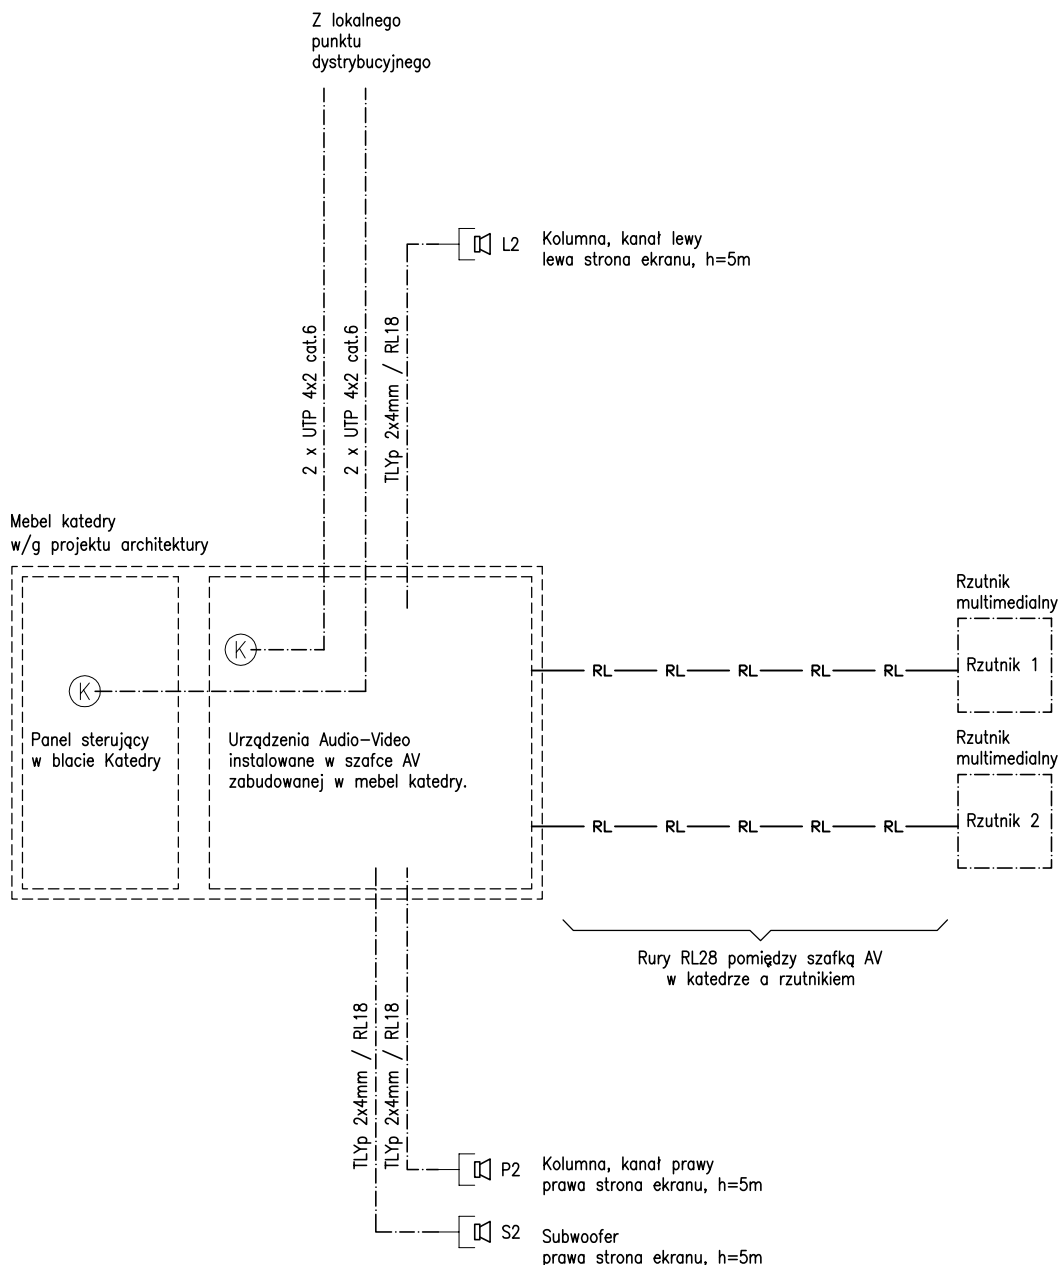 Z lokalnego
punktu
dystrybucyjnego
L2
Kolumna, kanał lewy
lewa strona ekranu, h=5m
2 x UTP 4x2 cat.6
2 x UTP 4x2 cat.6
TLYp 2x4mm / RL18
Mebel katedry
w/g projektu architektury
K
K
Panel sterujący
w blacie Katedry
Urządzenia Audio-Video
instalowane w szafce AV
zabudowanej w mebel katedry.
RL RL RL RL RL
Rzutnik
multimedialny
Rzutnik 1
RL RL RL RL RL
Rzutnik
multimedialny
Rzutnik 2
Rury RL28 pomiędzy szafką AV
w katedrze a rzutnikiem
TLYp 2x4mm / RL18
TLYp 2x4mm / RL18
P2
Kolumna, kanał prawy
prawa strona ekranu, h=5m
S2
Subwoofer
prawa strona ekranu, h=5m